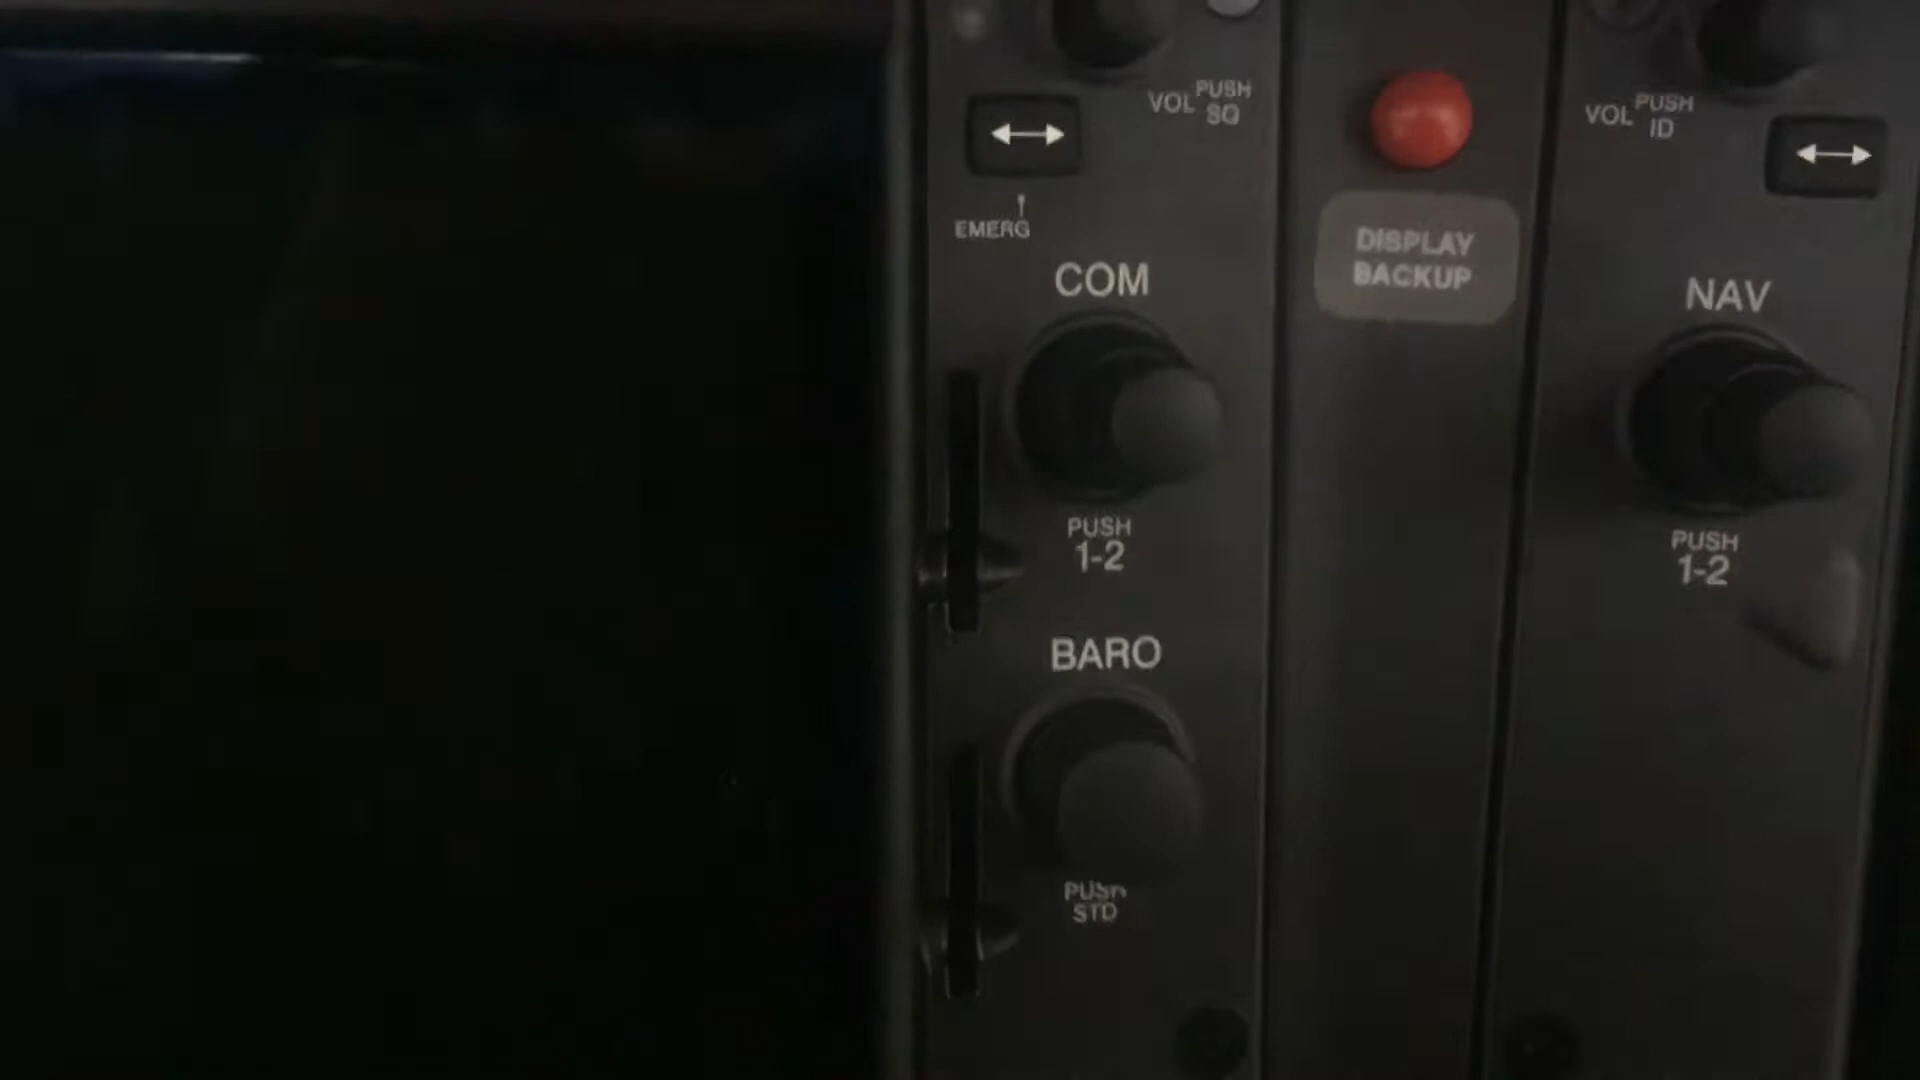 VOL PUSH SQ
EMERG
COM
PUSH
1-2
BARO
PUSH
STD
DISPLAY
BACKUP
VOL PUSH ID
NAV
PUSH
1-2